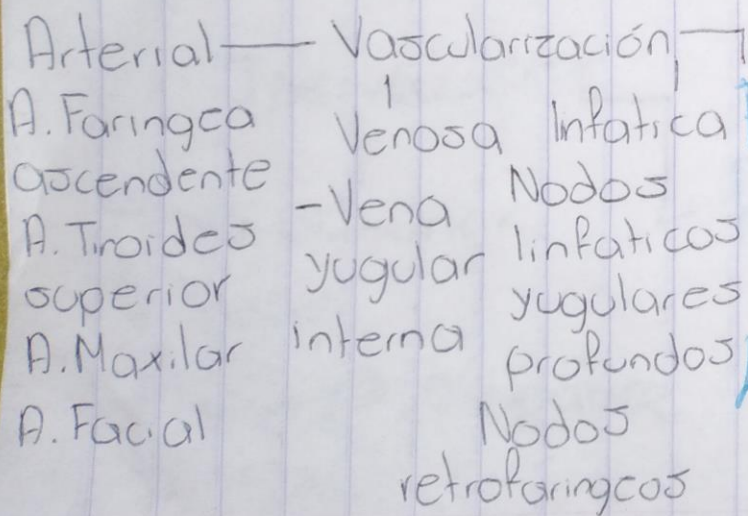 Arterial — Vascularización
A. Faringea
ascendente
A. Tiroides
superior
A. Maxilar
A. Facial
Venosa
-Vena
yugular
interna
linfatica
Nodos
linfaticos
yugulares
profundos
Nodos
retrofaringeos